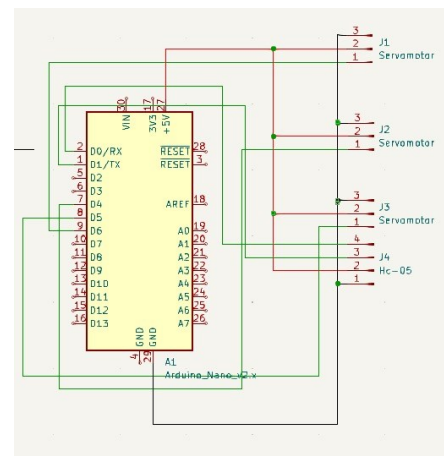 3
2
1
J1
Servomotor
30
17
27
VIN
3V3
+5V
3
2
1
J2
Servomotor
2
D0/RX
RESET
28
1
D1/TX
RESET
3
5
D2
6
D3
7
D4
AREF
18
8
D5
9
D6
A0
19
10
D7
A1
20
11
D8
A2
21
12
D9
A3
22
13
D10
A4
23
14
D11
A5
24
15
D12
A6
25
16
D13
A7
26
3
2
1
J3
Servomotor
4
3
2
1
J4
Hc-05
GND
GND
4
29
A1
Arduino_Nano_v2.x